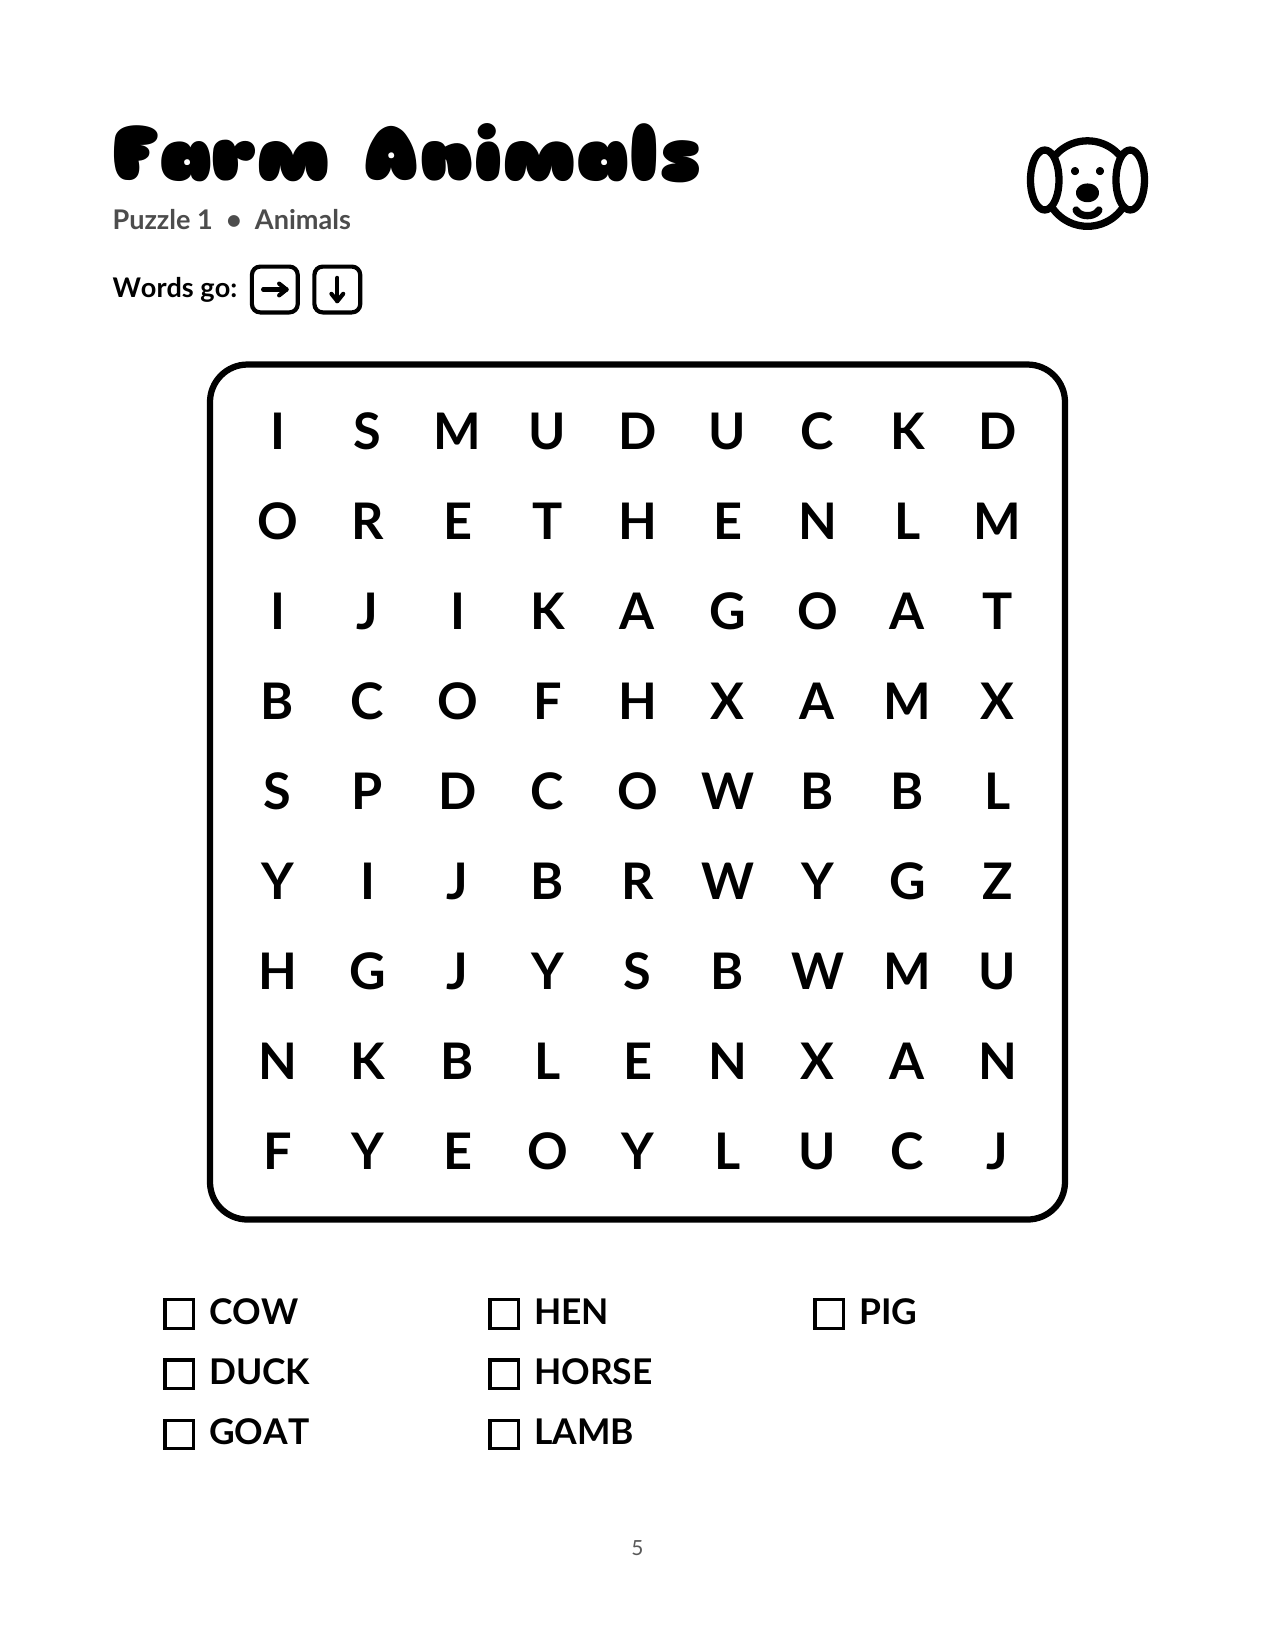 Farm Animals
Puzzle 1 • Animals
Words go: → ↓
I S M U D U C K D
O R E T H E N L M
I J I K A G O A T
B C O F H X A M X
S P D C O W B B L
Y I J B R W Y G Z
H G J Y S B W M U
N K B L E N X A N
F Y E O Y L U C J
☐ COW ☐ HEN ☐ PIG
☐ DUCK ☐ HORSE
☐ GOAT ☐ LAMB
5